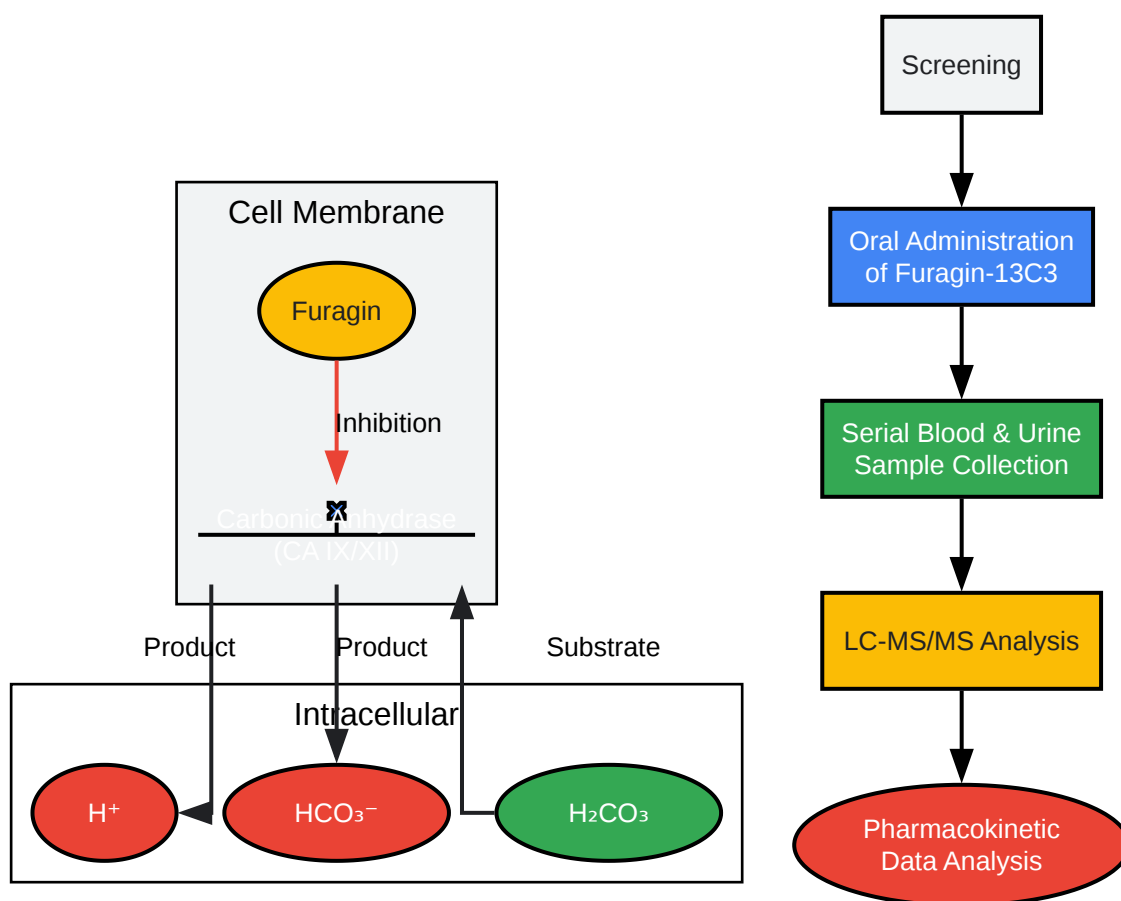 Cell Membrane
Furagin
Inhibition
Carbonic Anhydrase
(CA IX/XII)
Product
Product
Substrate
Intracellular
H⁺
HCO₃⁻
H₂CO₃
Screening
Oral Administration
of Furagin-13C3
Serial Blood & Urine
Sample Collection
LC-MS/MS Analysis
Pharmacokinetic
Data Analysis